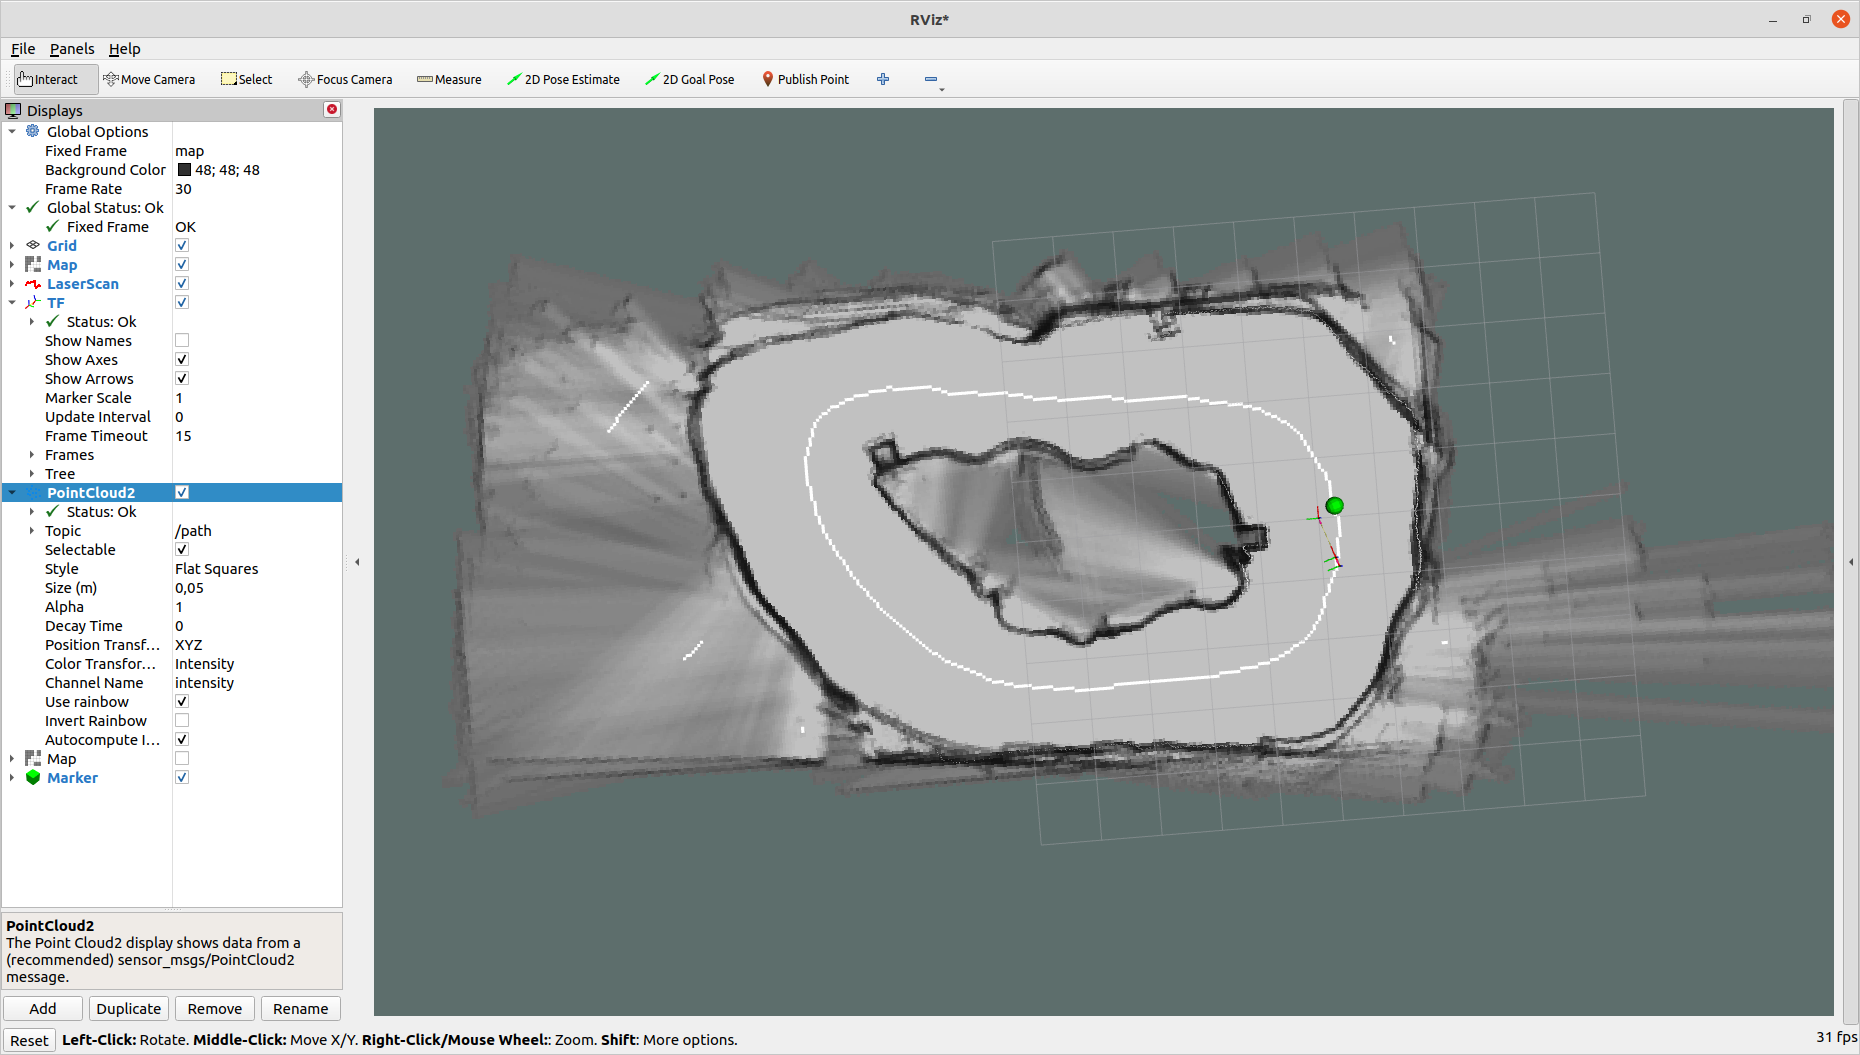 RViz*
File Panels Help
Interact Move Camera Select Focus Camera Measure 2D Pose Estimate 2D Goal Pose Publish Point
Displays
Global Options
Fixed Frame map
Background Color 48; 48; 48
Frame Rate 30
Global Status: Ok
Fixed Frame OK
Grid
Map
LaserScan
TF
Status: Ok
Show Names
Show Axes
Show Arrows
Marker Scale 1
Update Interval 0
Frame Timeout 15
Frames
Tree
PointCloud2
Status: Ok
Topic /path
Selectable
Style Flat Squares
Size (m) 0,05
Alpha 1
Decay Time 0
Position Transf... XYZ
Color Transfor... Intensity
Channel Name intensity
Use rainbow
Invert Rainbow
Autocompute I...
Map
Marker
PointCloud2
The Point Cloud2 display shows data from a
(recommended) sensor_msgs/PointCloud2
message.
Add Duplicate Remove Rename
Reset Left-Click: Rotate. Middle-Click: Move X/Y. Right-Click/Mouse Wheel:: Zoom. Shift: More options. 31 fps